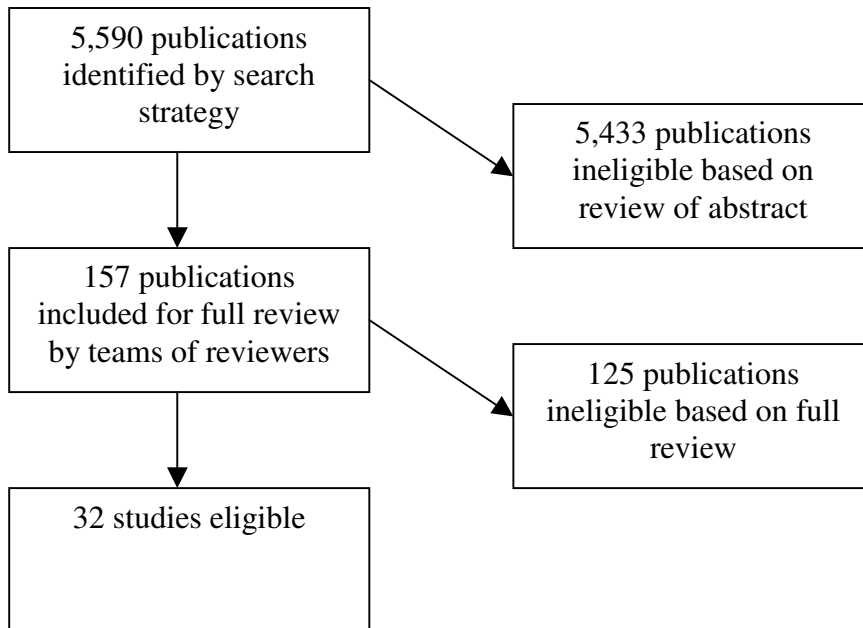 5,590 publications
identified by search
strategy
5,433 publications
ineligible based on
review of abstract
157 publications
included for full review
by teams of reviewers
125 publications
ineligible based on full
review
32 studies eligible